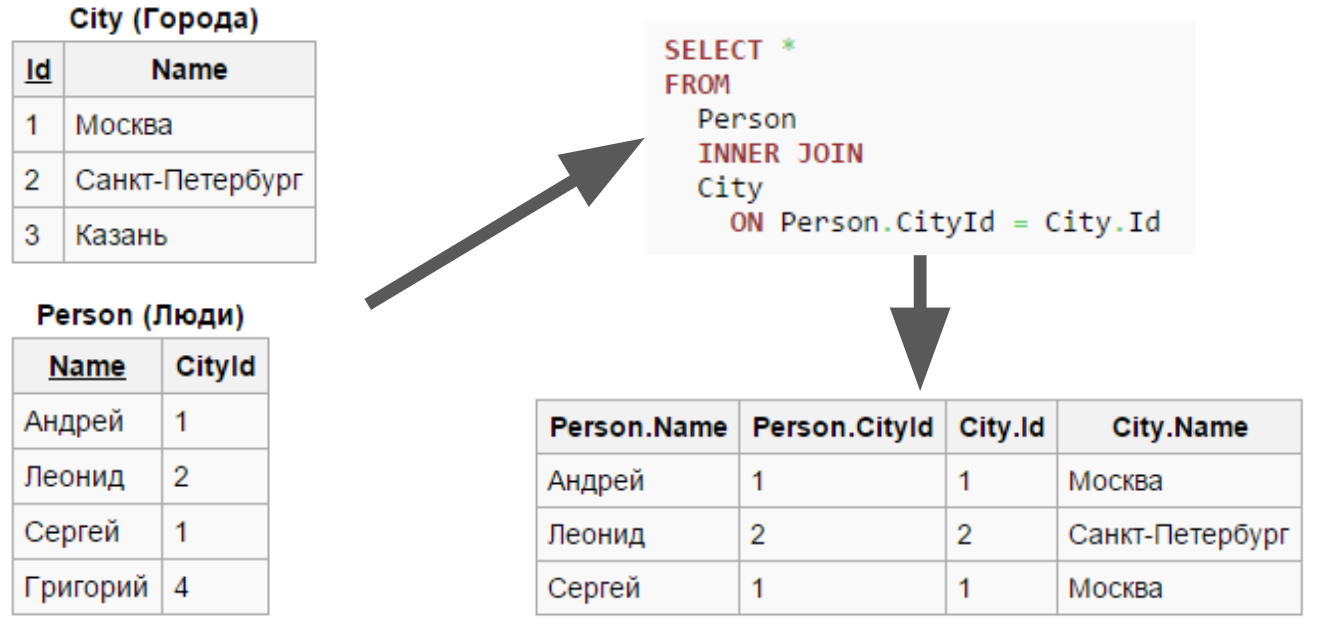 City (Города)
Id Name
1 Москва
2 Санкт-Петербург
3 Казань
Person (Люди)
Name CityId
Андрей 1
Леонид 2
Сергей 1
Григорий 4
SELECT *
FROM
Person
INNER JOIN
City
ON Person.CityId = City.Id
Person.Name Person.CityId City.Id City.Name
Андрей 1 1 Москва
Леонид 2 2 Санкт-Петербург
Сергей 1 1 Москва